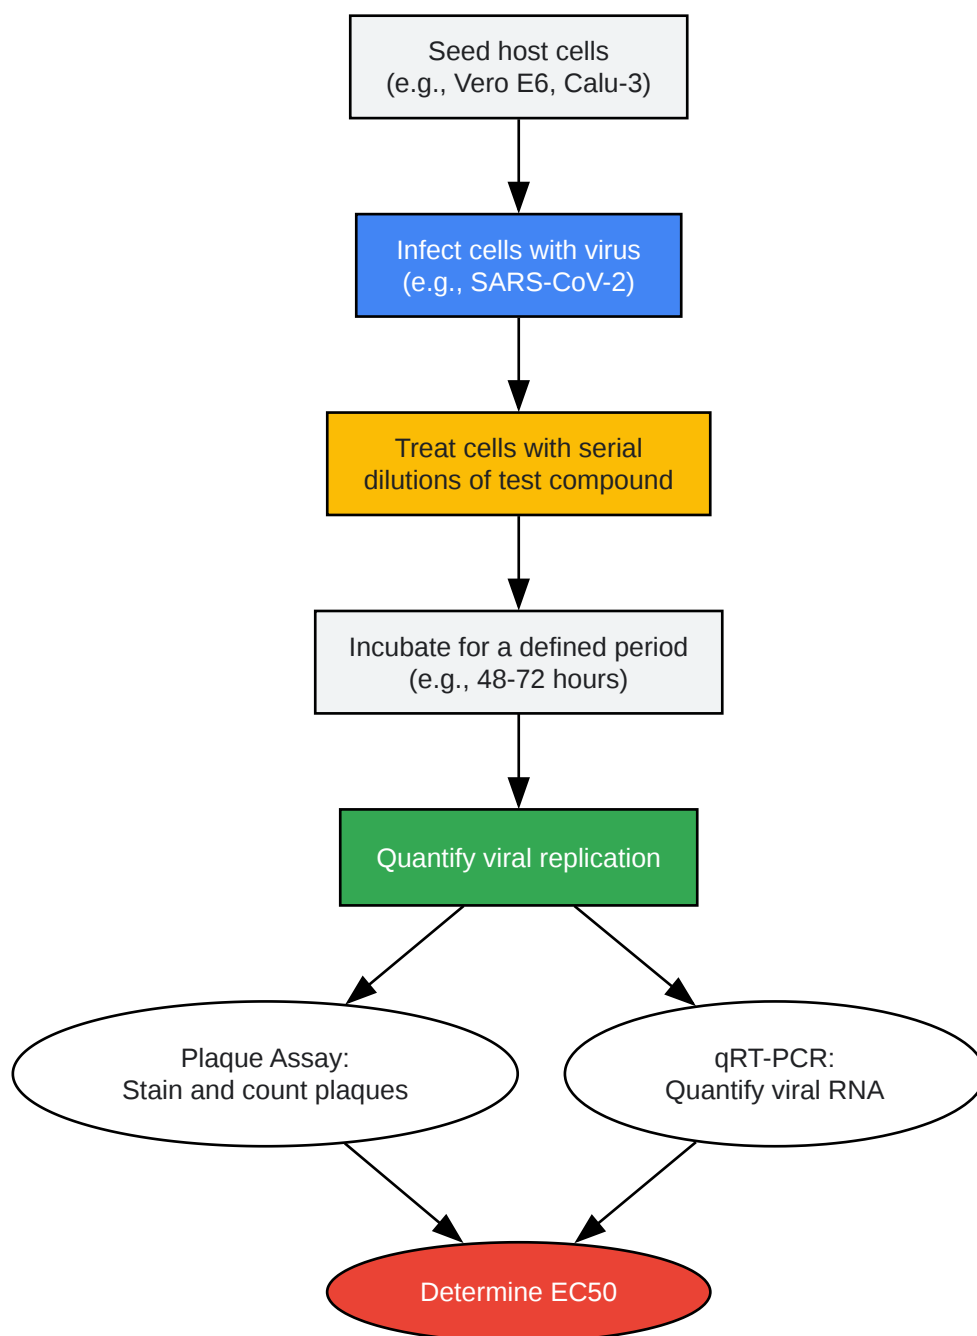 Seed host cells
(e.g., Vero E6, Calu-3)
Infect cells with virus
(e.g., SARS-CoV-2)
Treat cells with serial
dilutions of test compound
Incubate for a defined period
(e.g., 48-72 hours)
Quantify viral replication
Plaque Assay:
Stain and count plaques
qRT-PCR:
Quantify viral RNA
Determine EC50